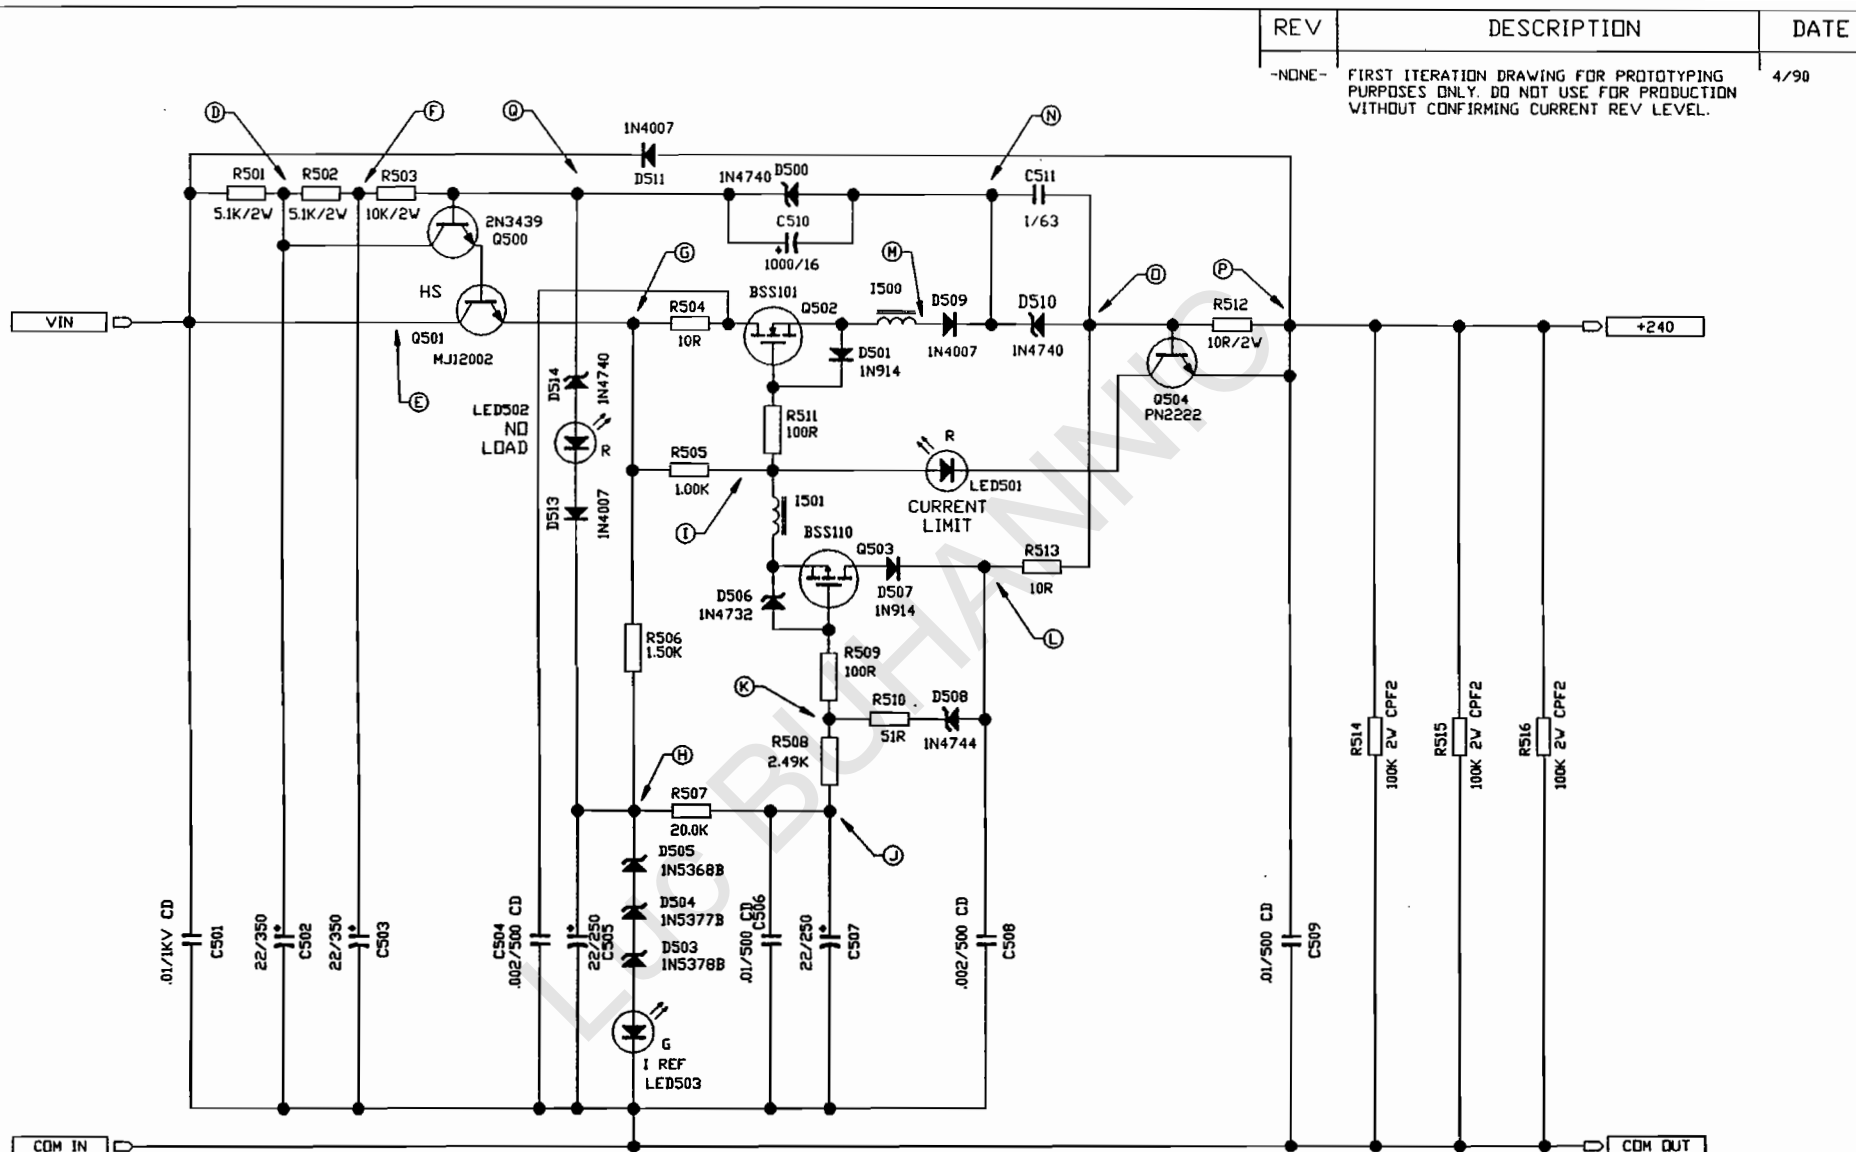 REV DESCRIPTION DATE
-NONE- FIRST ITERATION DRAWING FOR PROTOTYPING 4/90
PURPOSES ONLY. DO NOT USE FOR PRODUCTION
WITHOUT CONFIRMING CURRENT REV LEVEL.
D F Q N
1N4007
D511
R501 R502 R503
5.1K/2W 5.1K/2W 10K/2W
2N3439
Q500
1N4740 D500
C510
1000/16
C511
1/63
HS
G
M
O
P
VIN
Q501
MJ12002
E
R504
10R
BSS101
Q502
I500
D509
1N4007
D510
1N4740
R512
10R/2W
+240
D501
1N914
Q504
PN2222
D514
1N4740
LED502
NO
LOAD
R
D513
1N4007
R511
100R
R505
1.00K
R
LED501
CURRENT
LIMIT
I
I501
BSS110
Q503
D507
1N914
R513
10R
D506
1N4732
L
R506
1.50K
R509
100R
K
R510
51R
D508
1N4744
R508
2.49K
R514
100K 2W CPF2
R515
100K 2W CPF2
R516
100K 2W CPF2
H
R507
20.0K
J
D505
1N5368B
D504
1N5377B
D503
1N5378B
.01/1KV CD
C501
22/350
C502
22/350
C503
C504
.002/500 CD
22/250
C505
.01/500 CD
C506
22/250
C507
.002/500 CD
C508
.01/500 CD
C509
G
I REF
LED503
COM IN
COM OUT
Luc BUHANNIC